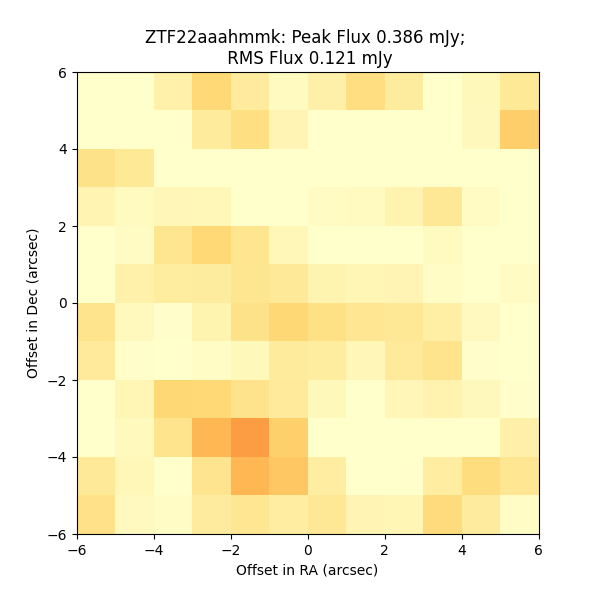 ZTF22aaahmmk: Peak Flux 0.386 mJy;
RMS Flux 0.121 mJy
6
4
2
0
−2
−4
−6
Offset in Dec (arcsec)
−6 −4 −2 0 2 4 6
Offset in RA (arcsec)